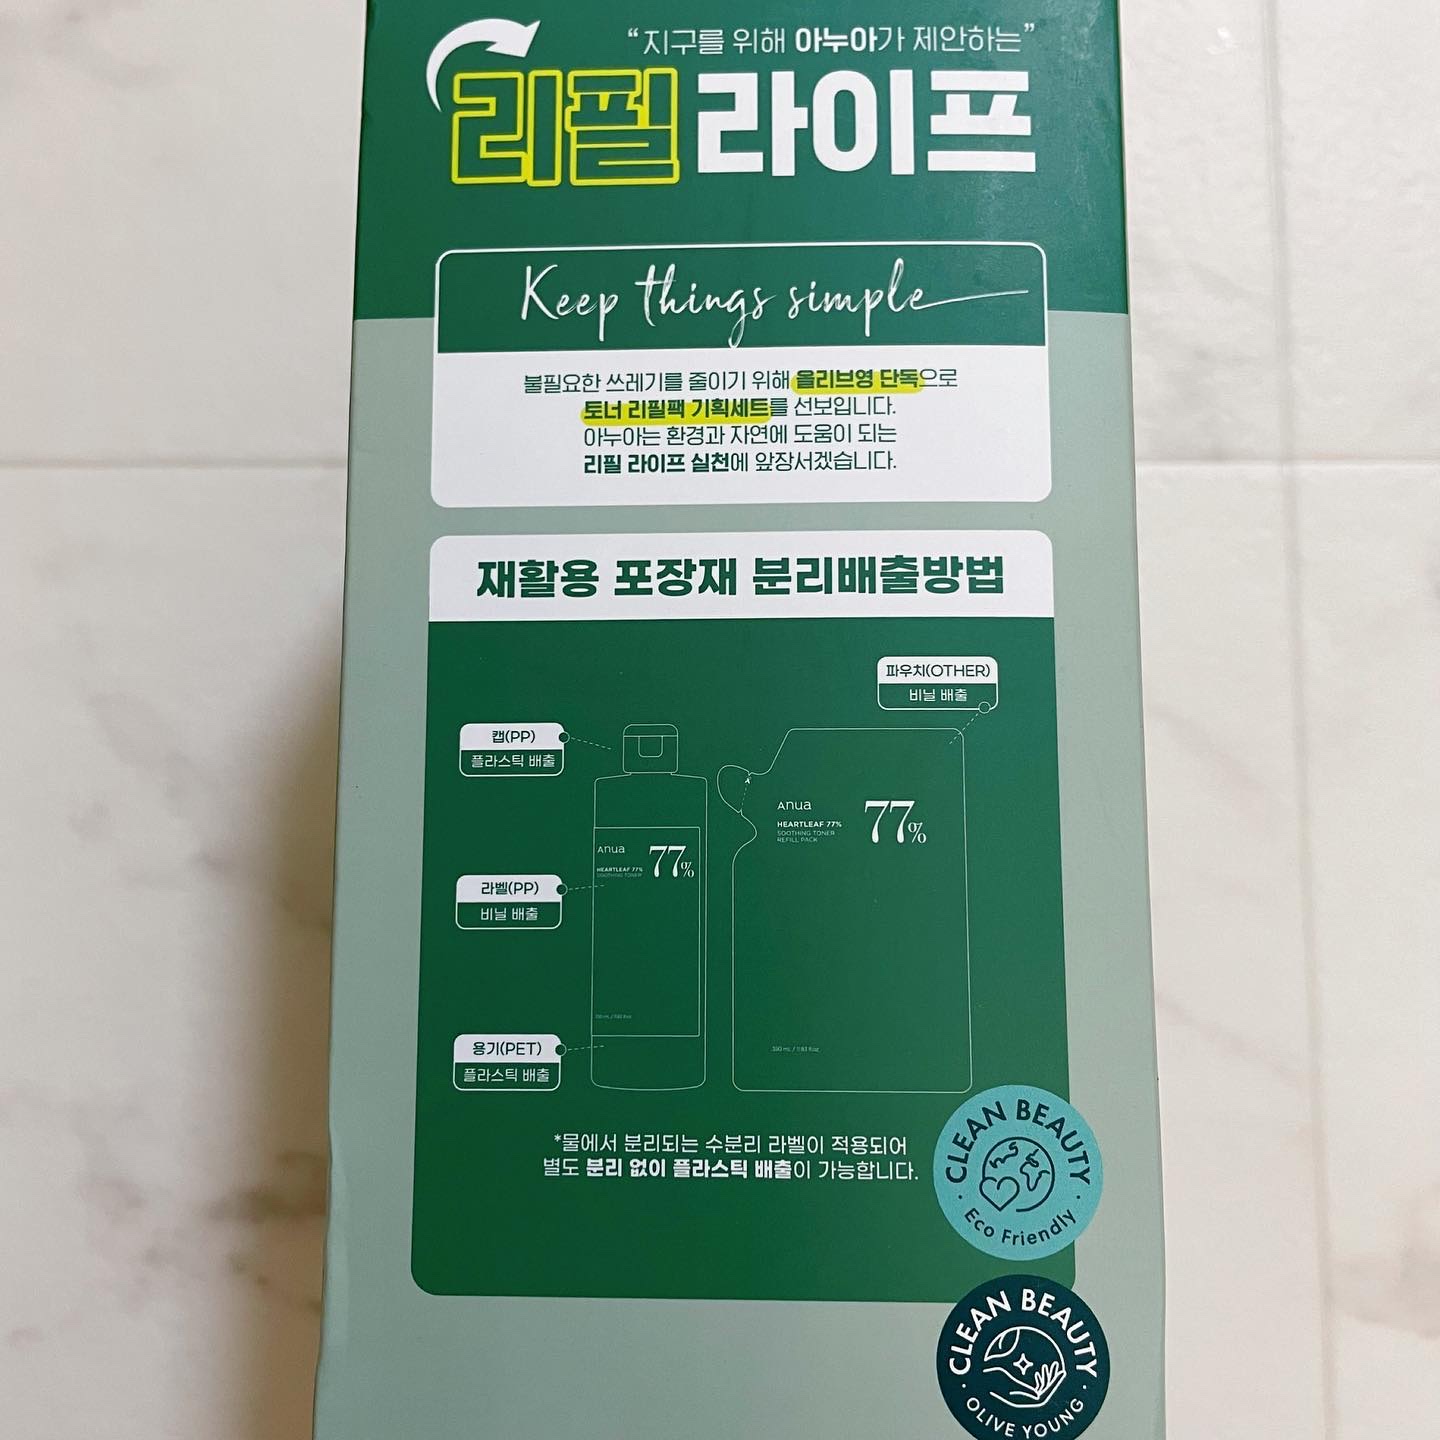 “지구를 위해 아누아가 제안하는”
리필 라이프
Keep things simple
불필요한 쓰레기를 줄이기 위해 올리브영 단독으로
토너 리필팩 기획세트를 선보입니다.
아누아는 환경과 자연에 도움이 되는
리필 라이프 실천에 앞장서겠습니다.
재활용 포장재 분리배출방법
파우치(OTHER)
비닐 배출
캡(PP)
플라스틱 배출
라벨(PP)
비닐 배출
용기(PET)
플라스틱 배출
Anua
HEARTLEAF 77%
SOOTHING TONER
77%
Anua
HEARTLEAF 77%
SOOTHING TONER
REFILL PACK
77%
*물에서 분리되는 수분리 라벨이 적용되어
별도 분리 없이 플라스틱 배출이 가능합니다.
CLEAN BEAUTY
Eco Friendly
CLEAN BEAUTY
OLIVE YOUNG